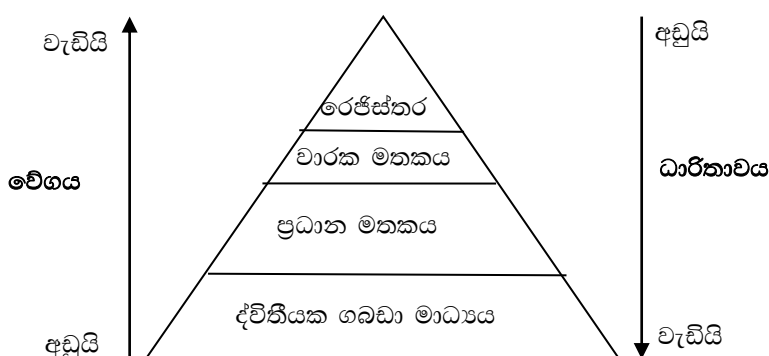 වැඩියි
අඩුයි
රෙජිස්තර
වාරක මතකය
වේගය
ධාරිතාවය
ප්‍රධාන මතකය
ද්විතීයක ගබඩා මාධ්‍යය
අඩුයි
වැඩියි